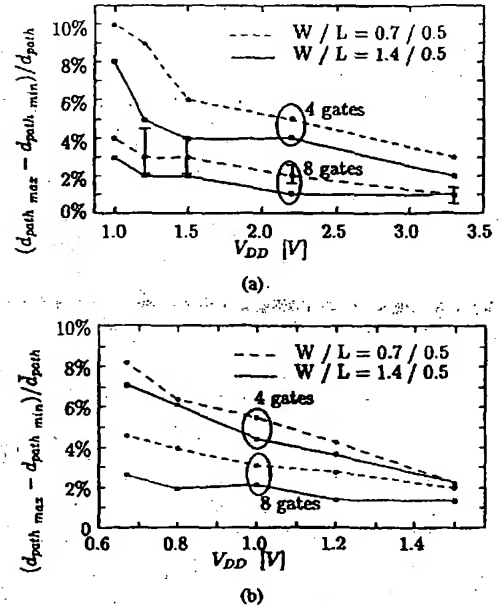 (d_path max − d_path min)/d_path
10%
8%
6%
4%
2%
0%
W / L = 0.7 / 0.5
W / L = 1.4 / 0.5
4 gates
8 gates
1.0 1.5 2.0 2.5 3.0 3.5
V_DD [V]
(a)
(d_path max − d_path min)/d_path
10%
8%
6%
4%
2%
0
W / L = 0.7 / 0.5
W / L = 1.4 / 0.5
4 gates
8 gates
0.6 0.8 1.0 1.2 1.4
V_DD [V]
(b)